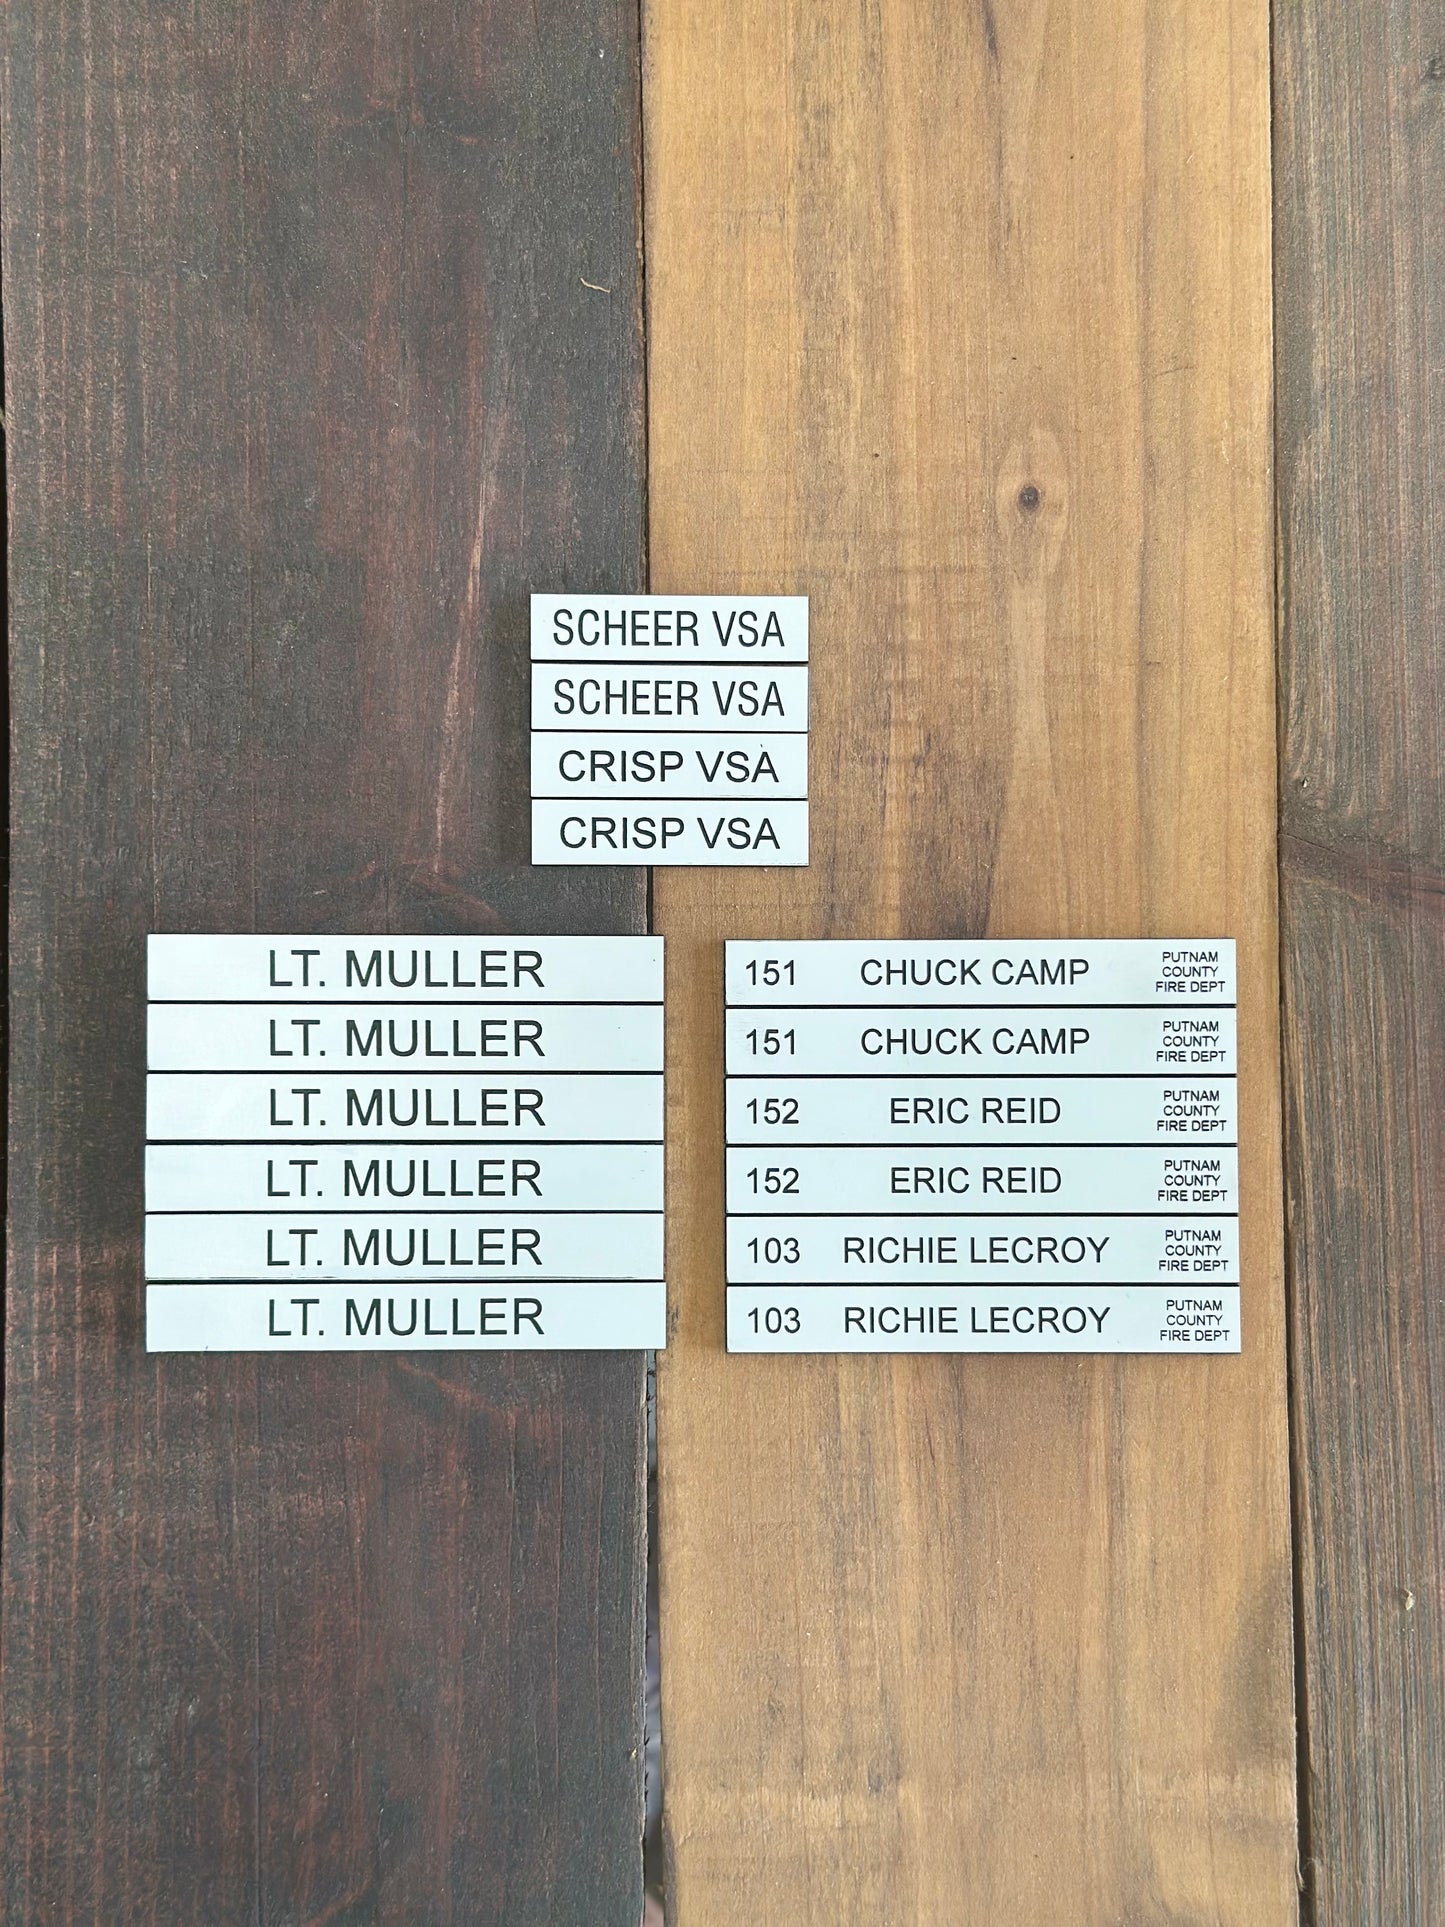 SCHEER VSA
SCHEER VSA
CRISP VSA
CRISP VSA
LT. MULLER
LT. MULLER
LT. MULLER
LT. MULLER
LT. MULLER
LT. MULLER
151 CHUCK CAMP
PUTNAM
COUNTY
FIRE DEPT
151 CHUCK CAMP
PUTNAM
COUNTY
FIRE DEPT
152 ERIC REID
PUTNAM
COUNTY
FIRE DEPT
152 ERIC REID
PUTNAM
COUNTY
FIRE DEPT
103 RICHIE LECROY
PUTNAM
COUNTY
FIRE DEPT
103 RICHIE LECROY
PUTNAM
COUNTY
FIRE DEPT